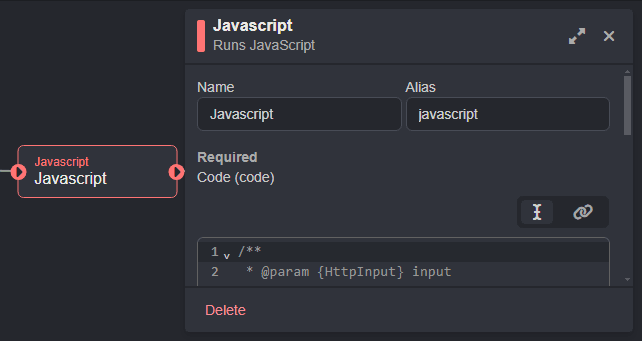 Javascript
Runs JavaScript
Name
Alias
Javascript
javascript
Required
Code (code)
1 /**
2 * @param {HttpInput} input
Delete
Javascript
Javascript